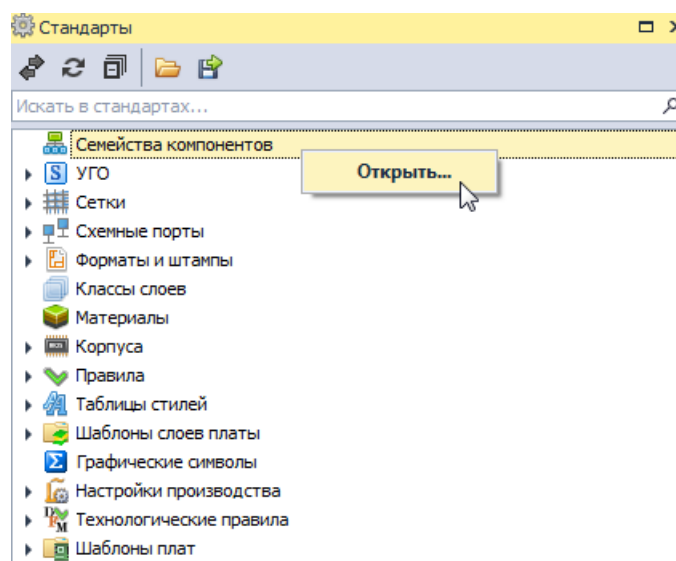 Стандарты
Искать в стандартах...
Семейства компонентов
Открыть...
УГО
Сетки
Схемные порты
Форматы и штампы
Классы слоев
Материалы
Корпуса
Правила
Таблицы стилей
Шаблоны слоев платы
Графические символы
Настройки производства
Технологические правила
Шаблоны плат